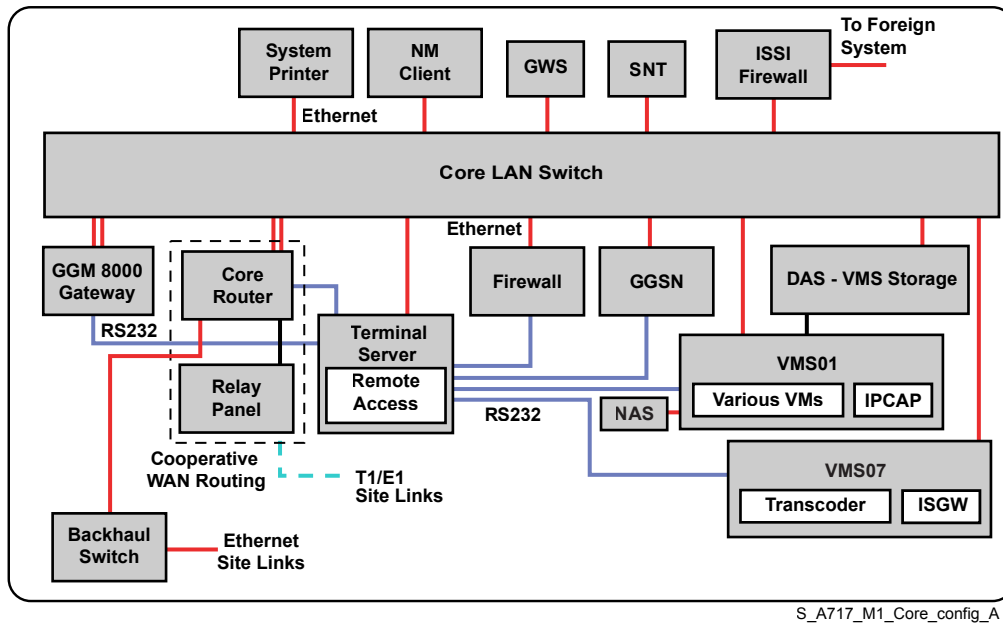 To Foreign
System
System
Printer
NM
Client
GWS
SNT
ISSI
Firewall
Ethernet
Core LAN Switch
Ethernet
GGM 8000
Gateway
Core
Router
Firewall
GGSN
DAS - VMS Storage
RS232
Terminal
Server
Remote
Access
VMS01
Various VMs
IPCAP
Relay
Panel
NAS
RS232
Cooperative
WAN Routing
T1/E1
Site Links
VMS07
Transcoder
ISGW
Backhaul
Switch
Ethernet
Site Links
S_A717_M1_Core_config_A